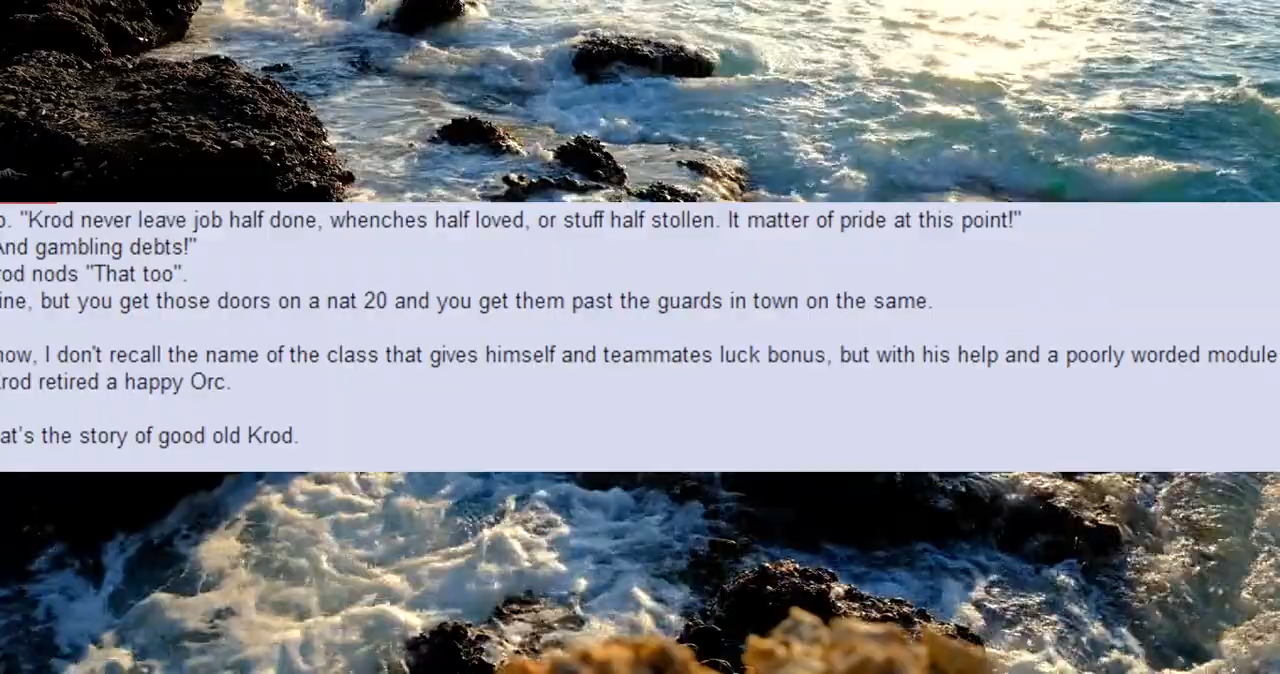 o. "Krod never leave job half done, whenches half loved, or stuff half stollen. It matter of pride at this point!"
And gambling debts!"
rod nods "That too".
ine, but you get those doors on a nat 20 and you get them past the guards in town on the same.
now, I don't recall the name of the class that gives himself and teammates luck bonus, but with his help and a poorly worded module
Krod retired a happy Orc.
at's the story of good old Krod.